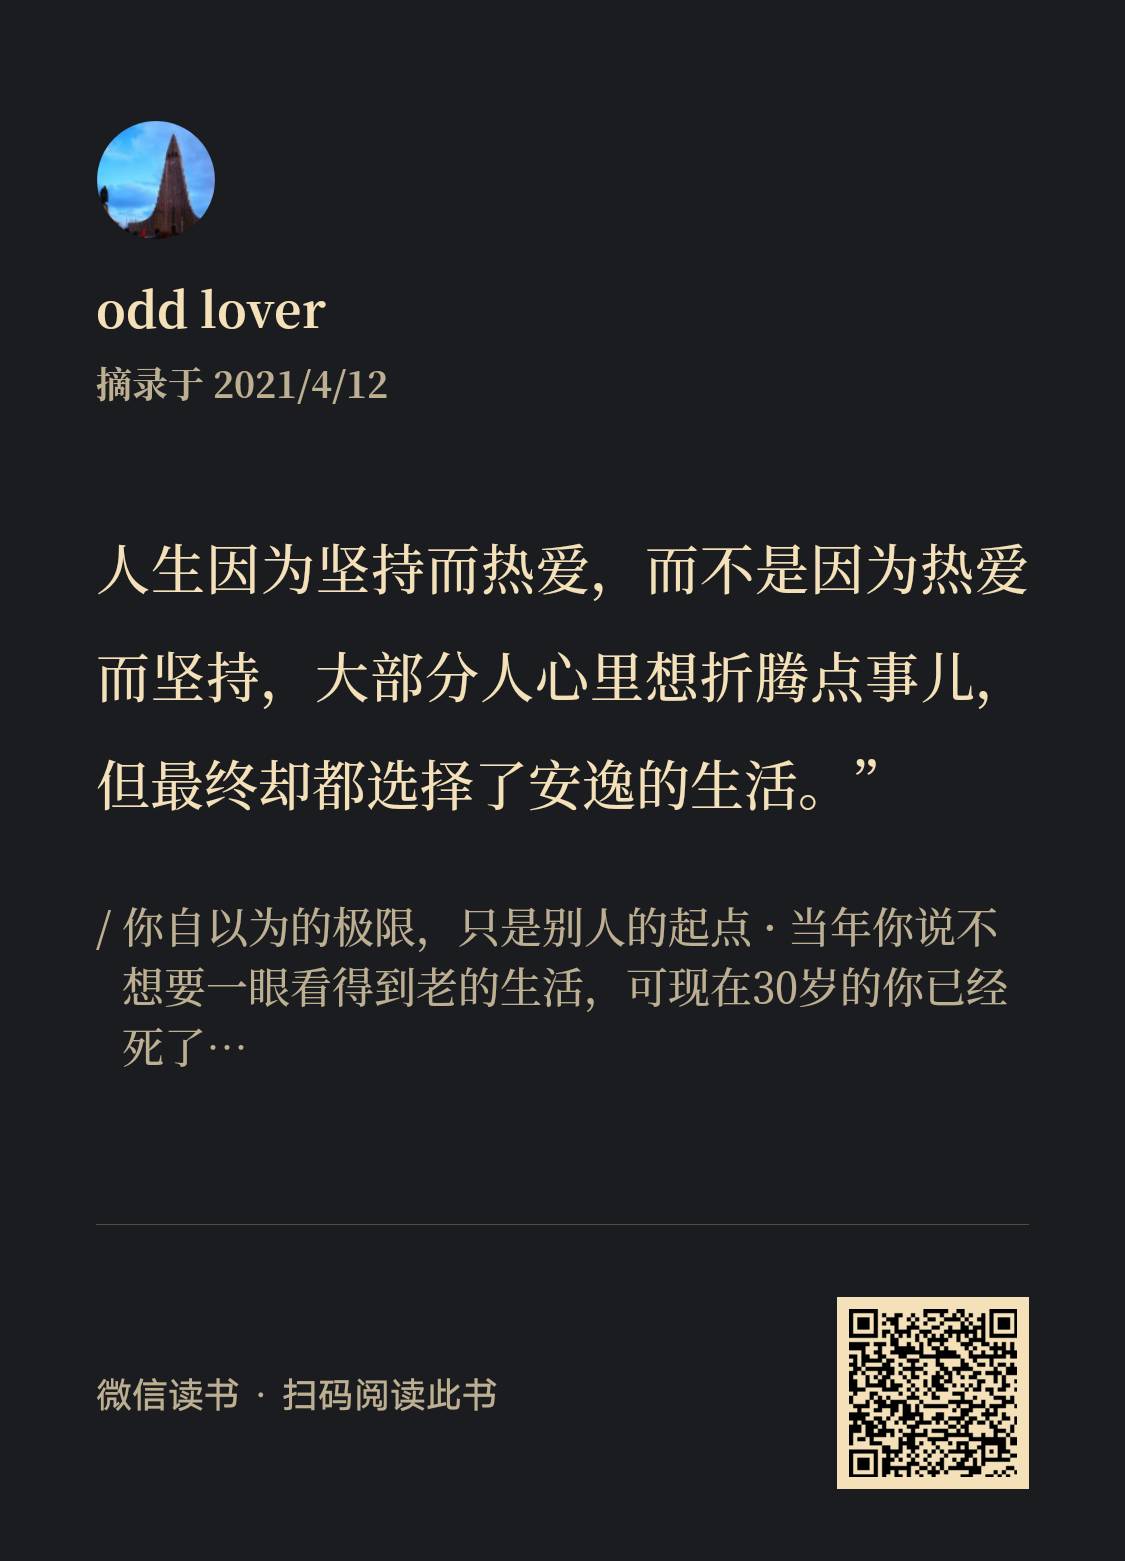 odd lover
摘录于 2021/4/12
人生因为坚持而热爱，而不是因为热爱
而坚持，大部分人心里想折腾点事儿，
但最终却都选择了安逸的生活。”
/ 你自以为的极限，只是别人的起点 · 当年你说不
想要一眼看得到老的生活，可现在30岁的你已经
死了…
微信读书 · 扫码阅读此书